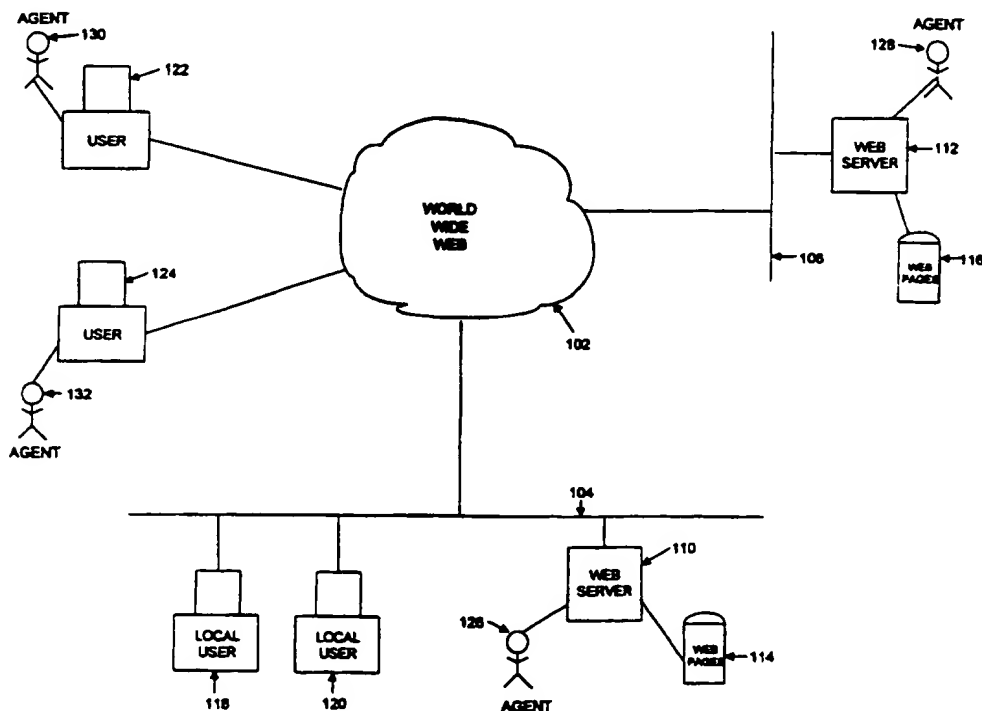 AGENT
130
122
USER
AGENT
128
WEB
SERVER
112
WEB
PAGES
116
106
WORLD
WIDE
WEB
102
124
USER
132
AGENT
104
LOCAL
USER
118
LOCAL
USER
120
WEB
SERVER
110
126
AGENT
WEB
PAGES
114